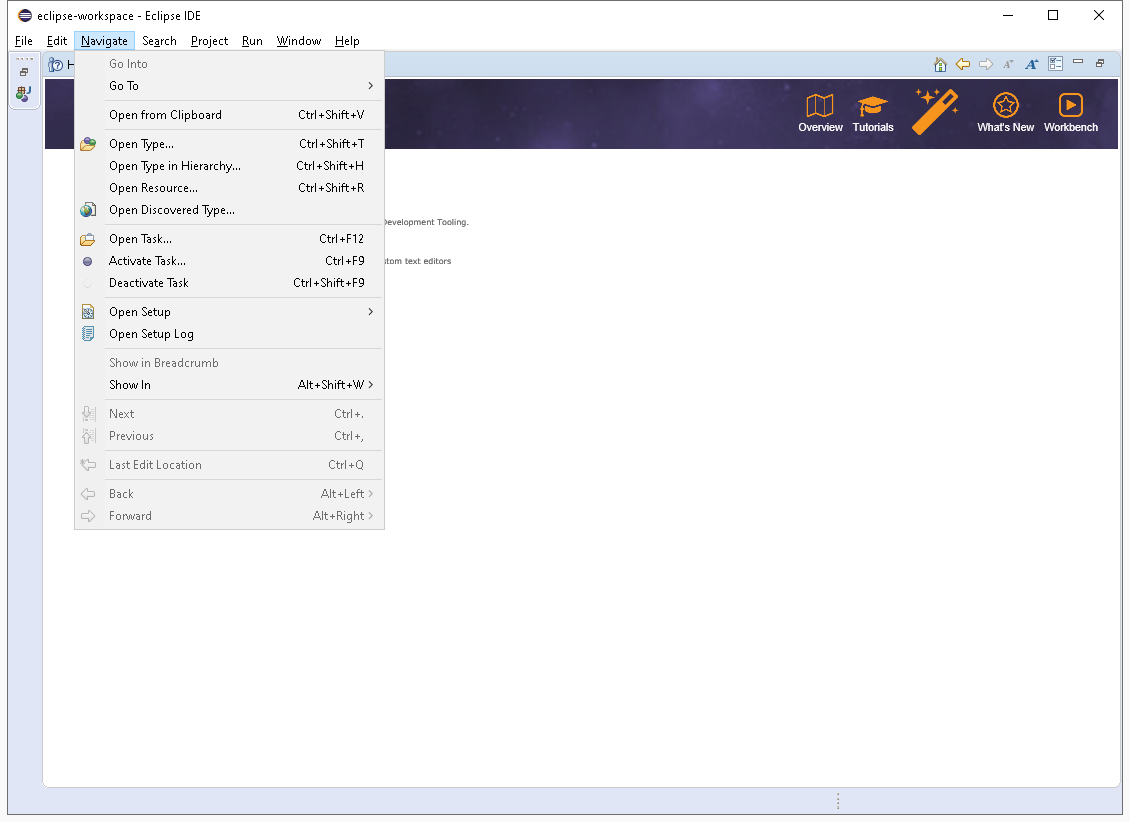 eclipse-workspace - Eclipse IDE
File Edit Navigate Search Project Run Window Help
Go Into
Go To
Open from Clipboard Ctrl+Shift+V
Open Type... Ctrl+Shift+T
Open Type in Hierarchy... Ctrl+Shift+H
Open Resource... Ctrl+Shift+R
Open Discovered Type...
Open Task... Ctrl+F12
Activate Task... Ctrl+F9
Deactivate Task Ctrl+Shift+F9
Open Setup
Open Setup Log
Show in Breadcrumb
Show In Alt+Shift+W
Next Ctrl+.
Previous Ctrl+,
Last Edit Location Ctrl+Q
Back Alt+Left
Forward Alt+Right
Overview Tutorials What's New Workbench
Development Tooling.
text editors